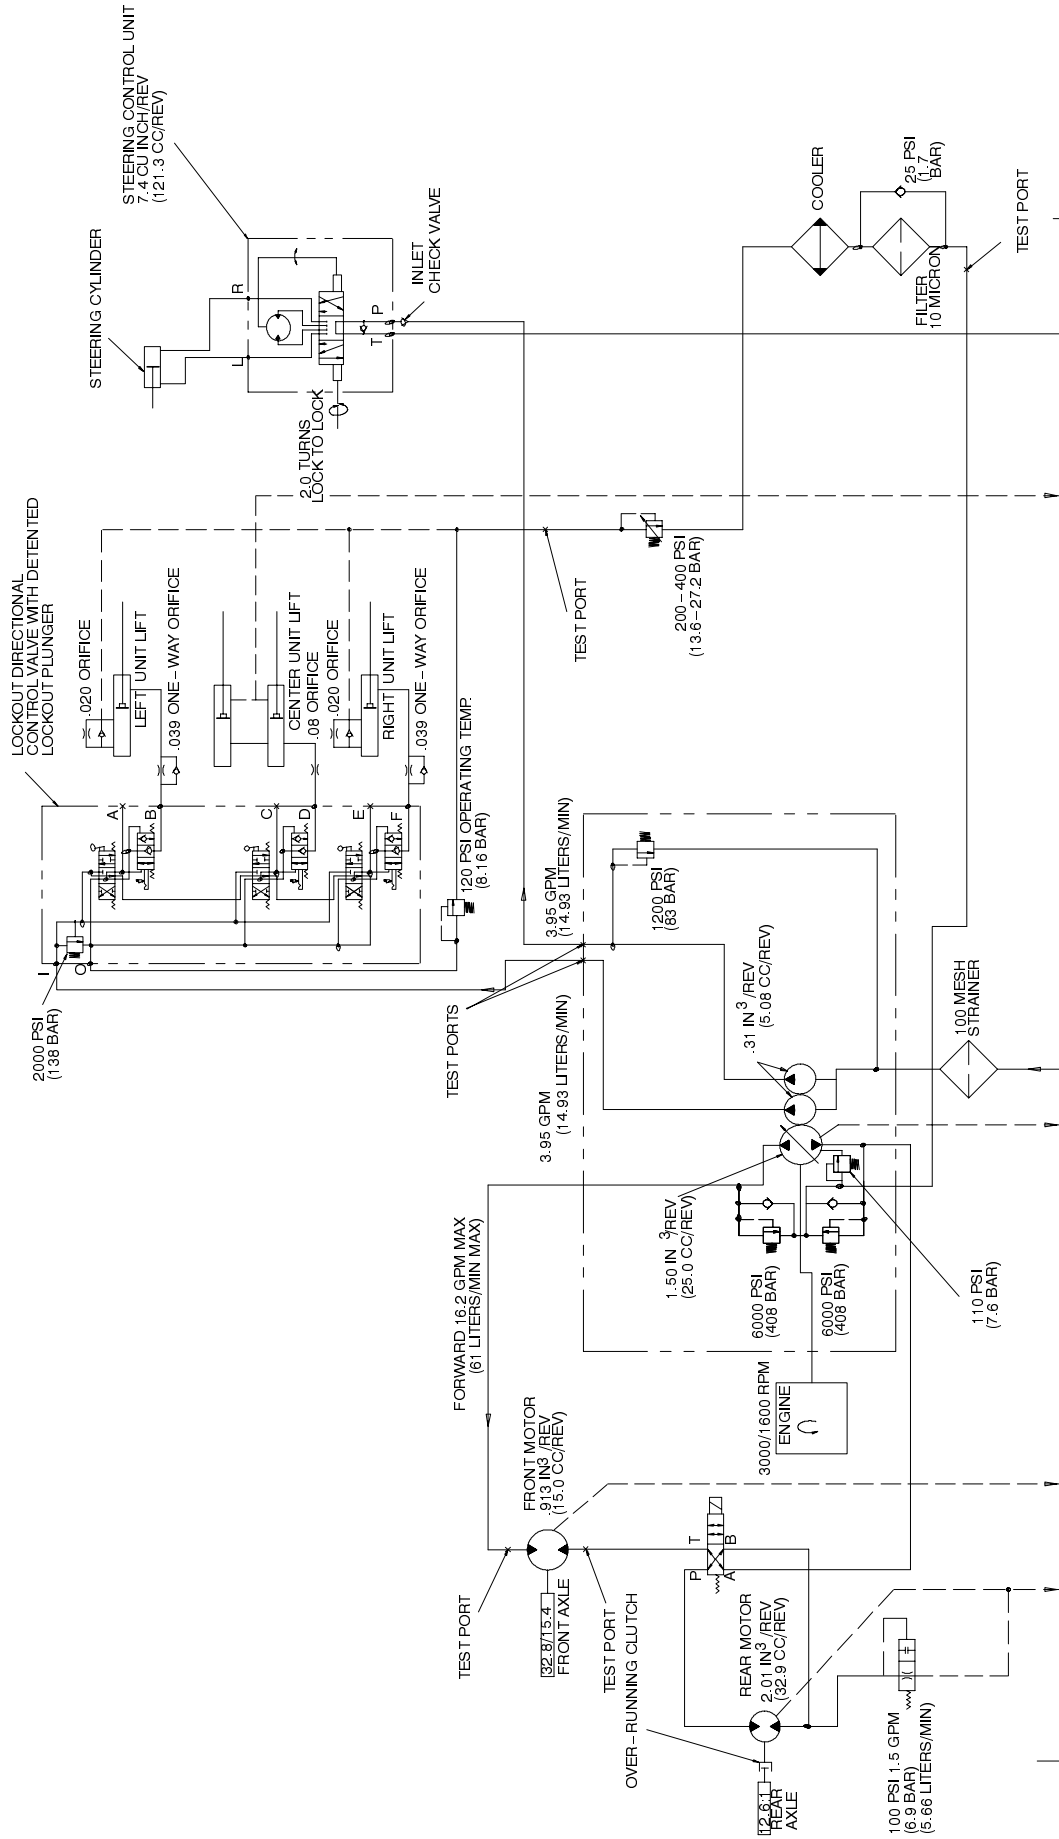 STEERING CONTROL UNIT
7.4 CU INCH/REV
(121.3 CC/REV)
STEERING CYLINDER
L
R
T
P
INLET
CHECK VALVE
2.0 TURNS
LOCK TO LOCK
COOLER
25 PSI
(1.7
BAR)
FILTER
10 MICRON
TEST PORT
LOCKOUT DIRECTIONAL
CONTROL VALVE WITH DETENTED
LOCKOUT PLUNGER
.020 ORIFICE
LEFT UNIT LIFT
.039 ONE-WAY ORIFICE
CENTER UNIT LIFT
.08 ORIFICE
.020 ORIFICE
RIGHT UNIT LIFT
.039 ONE-WAY ORIFICE
A
B
C
D
E
F
I
O
2000 PSI
(138 BAR)
120 PSI OPERATING TEMP.
(8.16 BAR)
TEST PORT
200-400 PSI
(13.6-27.2 BAR)
TEST PORTS
3.95 GPM
(14.93 LITERS/MIN)
3.95 GPM
(14.93 LITERS/MIN)
1200 PSI
(83 BAR)
.31 IN³/REV
(5.08 CC/REV)
100 MESH
STRAINER
1.50 IN³/REV
(25.0 CC/REV)
6000 PSI
(408 BAR)
6000 PSI
(408 BAR)
110 PSI
(7.6 BAR)
FORWARD 16.2 GPM MAX
(61 LITERS/MIN MAX)
3000/1600 RPM
ENGINE
FRONT MOTOR
.913 IN³/REV
(15.0 CC/REV)
TEST PORT
32.8/15.4
FRONT AXLE
TEST PORT
P
T
A
B
OVER-RUNNING CLUTCH
REAR MOTOR
2.01 IN³/REV
(32.9 CC/REV)
12.6:1
REAR
AXLE
100 PSI 1.5 GPM
(6.9 BAR)
(5.66 LITERS/MIN)